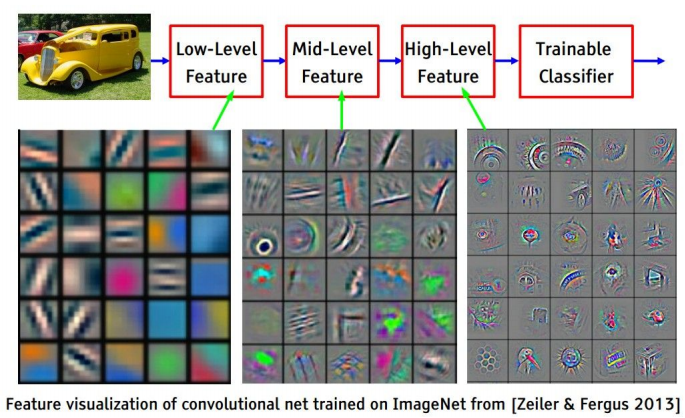 Low-Level
Feature
Mid-Level
Feature
High-Level
Feature
Trainable
Classifier
Feature visualization of convolutional net trained on ImageNet from [Zeiler & Fergus 2013]